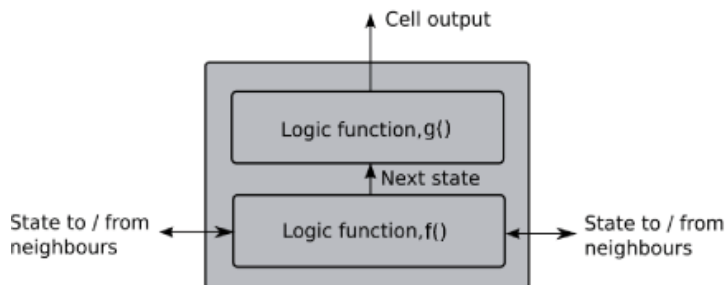 Cell output
Logic function,g()
Next state
Logic function,f()
State to / from
neighbours
State to / from
neighbours